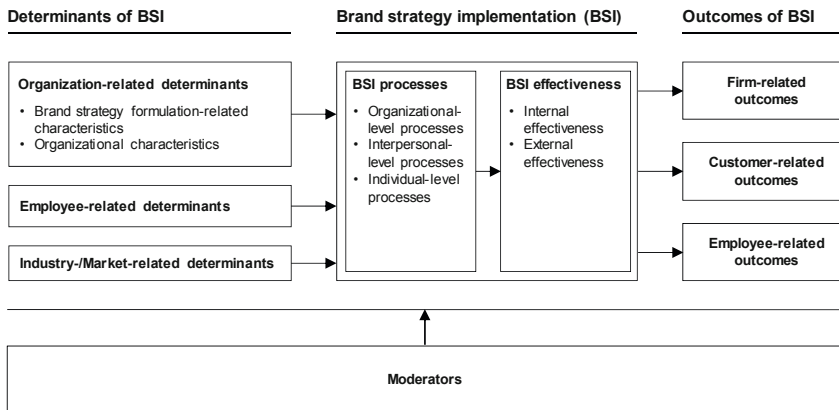 Determinants of BSI
Brand strategy implementation (BSI)
Outcomes of BSI
Organization-related determinants
• Brand strategy formulation-related
characteristics
• Organizational characteristics
Employee-related determinants
Industry-/Market-related determinants
BSI processes
• Organizational-
level processes
• Interpersonal-
level processes
• Individual-level
processes
BSI effectiveness
• Internal
effectiveness
• External
effectiveness
Firm-related
outcomes
Customer-related
outcomes
Employee-related
outcomes
Moderators